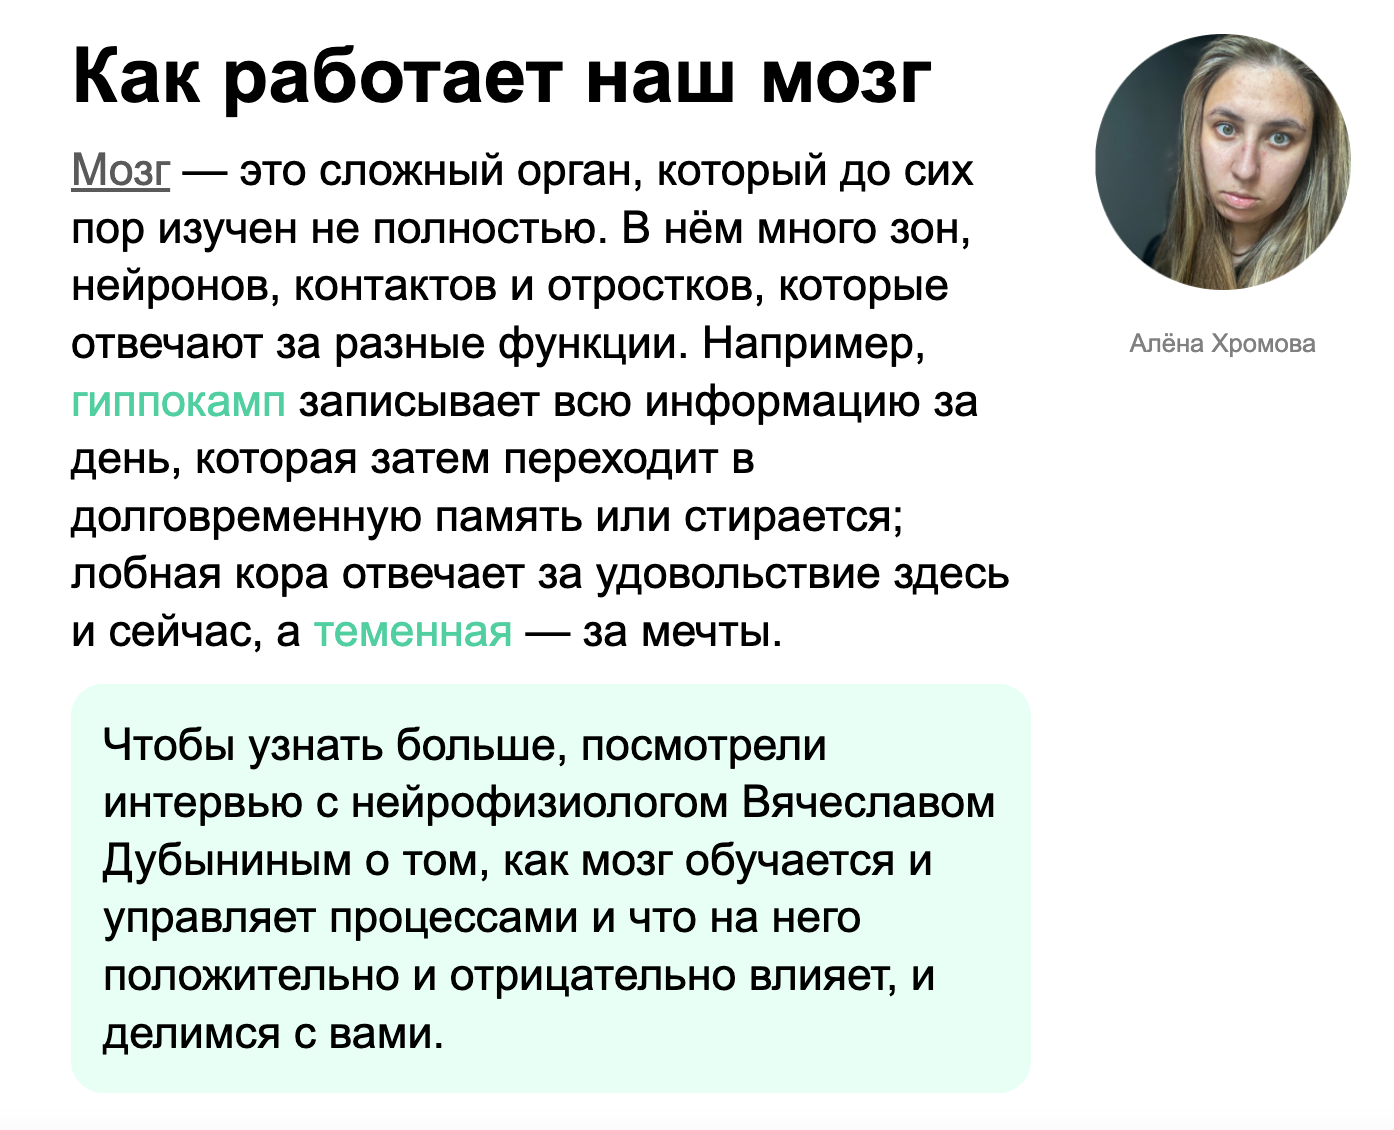 Как работает наш мозг
Мозг — это сложный орган, который до сих
пор изучен не полностью. В нём много зон,
нейронов, контактов и отростков, которые
отвечают за разные функции. Например,
гиппокамп записывает всю информацию за
день, которая затем переходит в
долговременную память или стирается;
лобная кора отвечает за удовольствие здесь
и сейчас, а теменная — за мечты.
Чтобы узнать больше, посмотрели
интервью с нейрофизиологом Вячеславом
Дубыниным о том, как мозг обучается и
управляет процессами и что на него
положительно и отрицательно влияет, и
делимся с вами.
Алёна Хромова